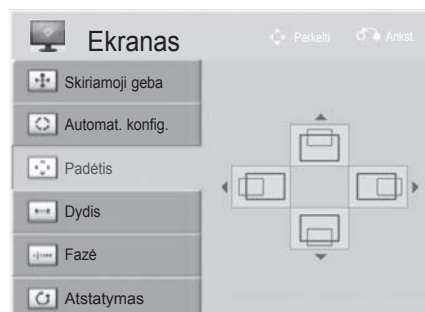 Ekranas
Perkelti
Ankst.
Skiriamoji geba
Automat. konfig.
Padėtis
Dydis
Fazė
Atstatymas